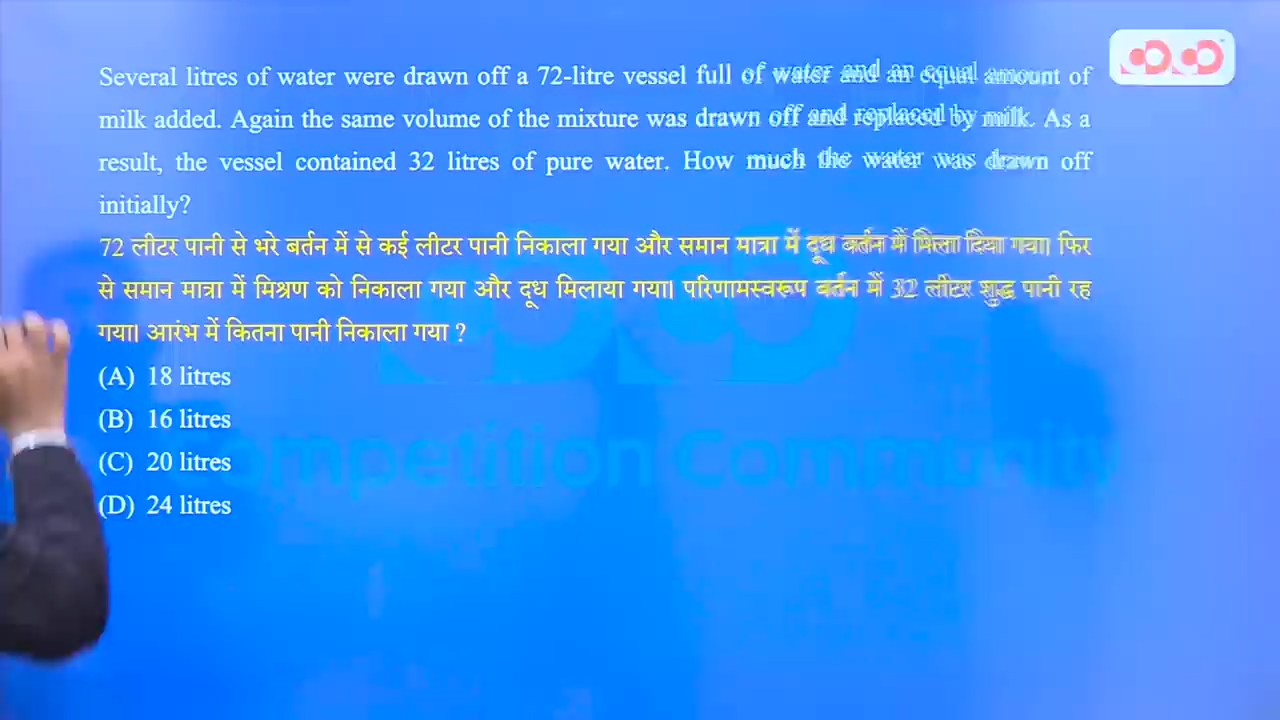 Several litres of water were drawn off a 72-litre vessel full of water and an equal amount of
milk added. Again the same volume of the mixture was drawn off and replaced by milk. As a
result, the vessel contained 32 litres of pure water. How much the water was drawn off
initially?
72 लीटर पानी से भरे बर्तन में से कई लीटर पानी निकाला गया और समान मात्रा में दूध बर्तन में मिला दिया गया। फिर
से समान मात्रा में मिश्रण को निकाला गया और दूध मिलाया गया। परिणामस्वरूप बर्तन में 32 लीटर शुद्ध पानी रह
गया। आरंभ में कितना पानी निकाला गया ?
(A) 18 litres
(B) 16 litres
(C) 20 litres
(D) 24 litres
Competition Community